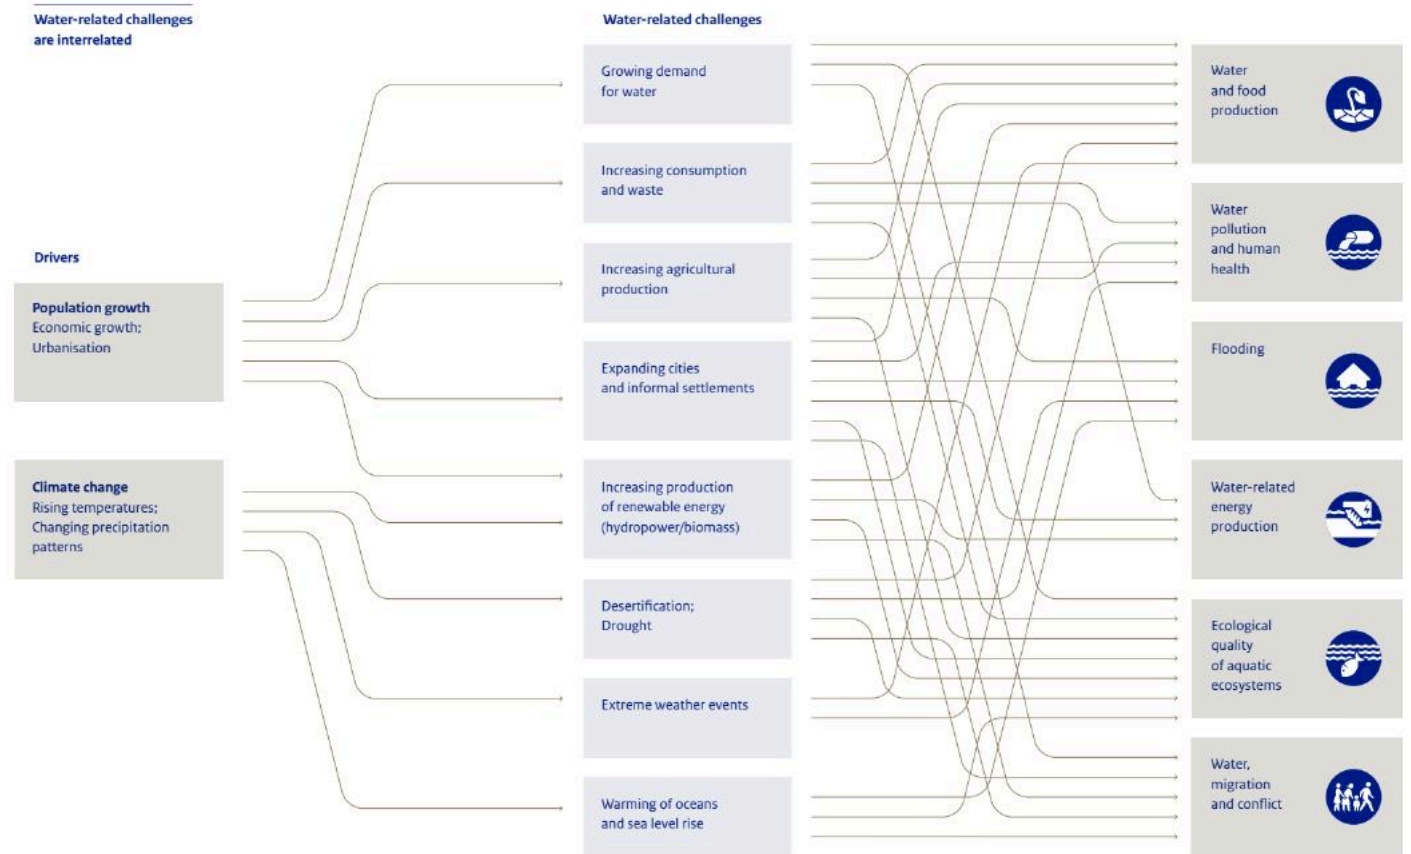 Water-related challenges
are interrelated
Drivers
Population growth
Economic growth;
Urbanisation
Climate change
Rising temperatures;
Changing precipitation
patterns
Water-related challenges
Growing demand
for water
Increasing consumption
and waste
Increasing agricultural
production
Expanding cities
and informal settlements
Increasing production
of renewable energy
(hydropower/biomass)
Desertification;
Drought
Extreme weather events
Warming of oceans
and sea level rise
Water
and food
production
Water
pollution
and human
health
Flooding
Water-related
energy
production
Ecological
quality
of aquatic
ecosystems
Water,
migration
and conflict